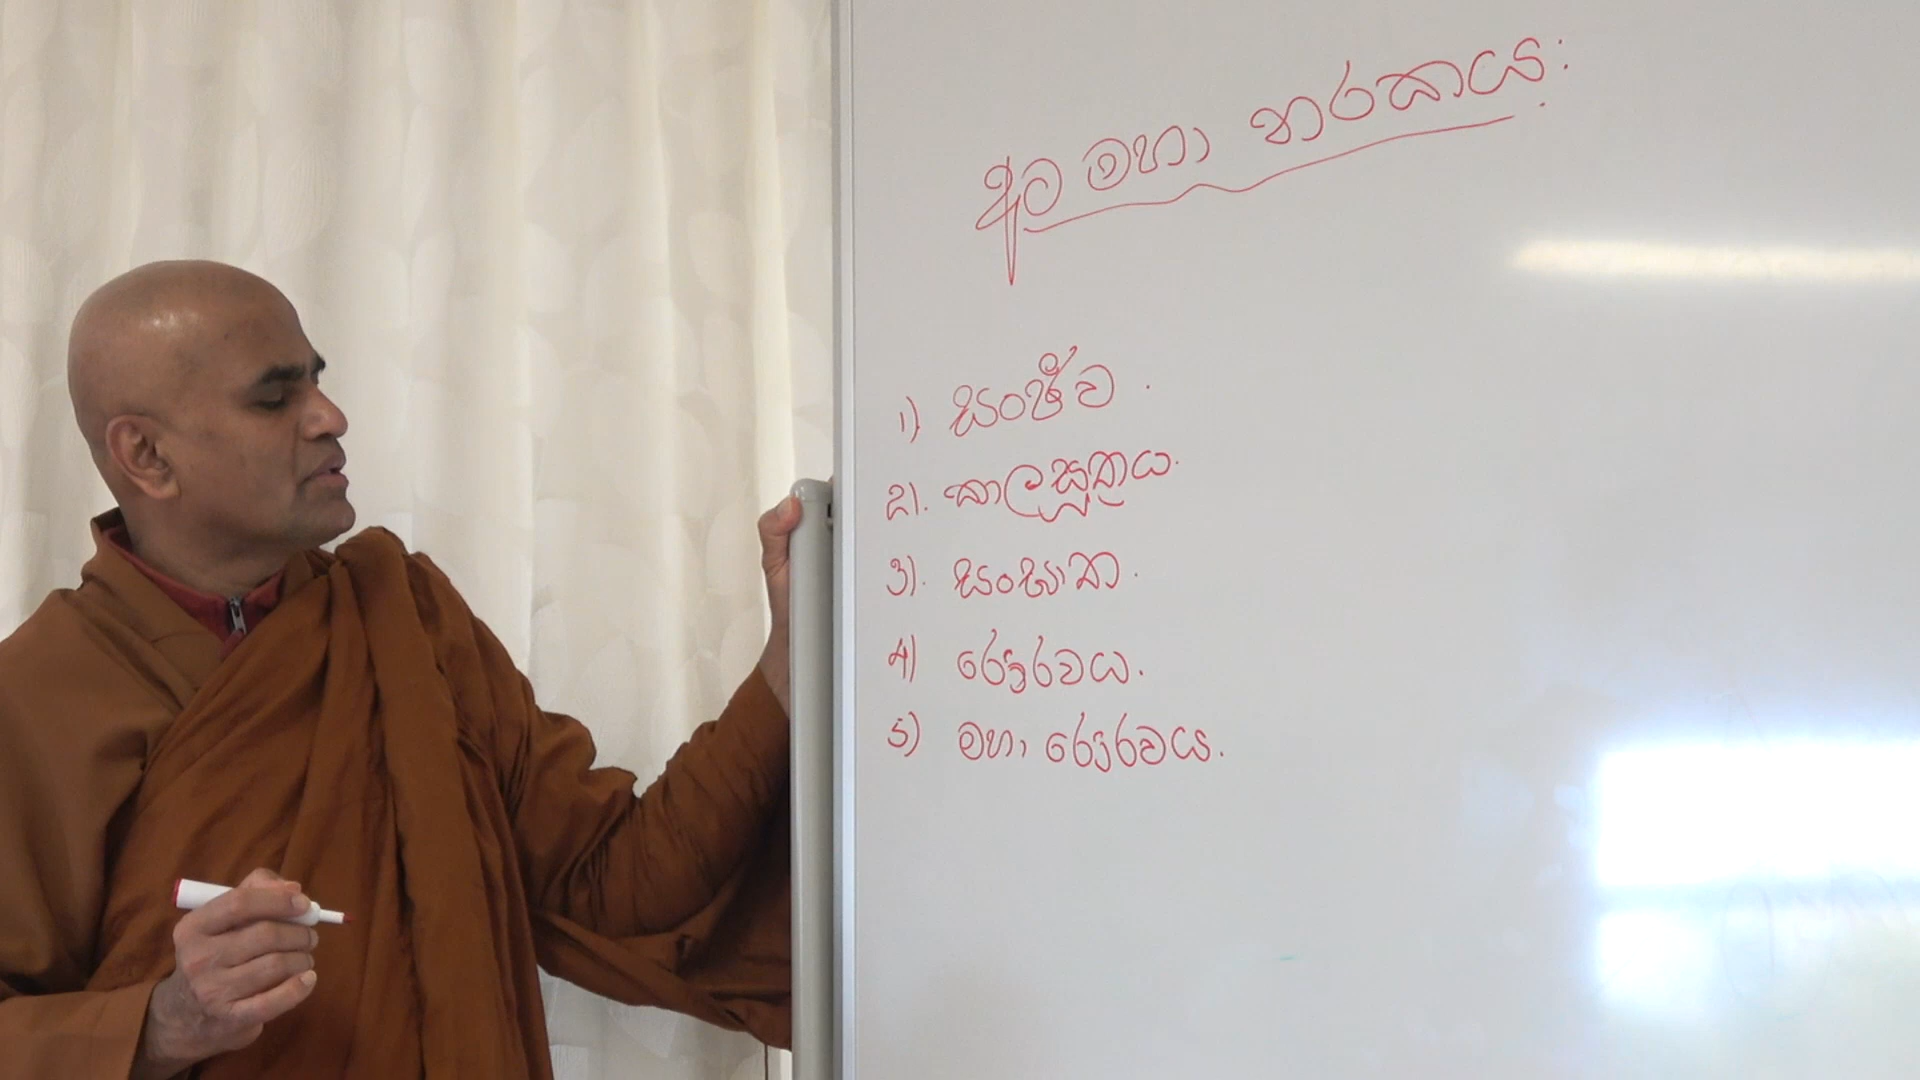 අට මහා නරකය:
1) සංජීව.
2). කාලසූත්‍රය.
3). සංඝාත.
4) රෞරවය.
5) මහා රෞරවය.